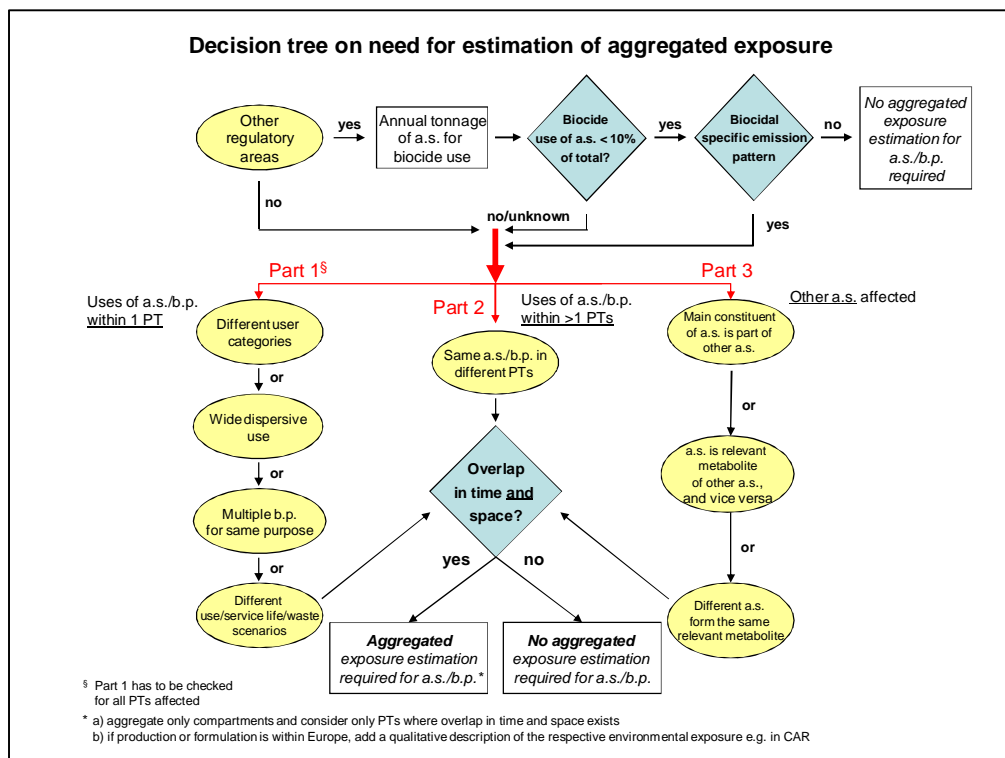 Decision tree on need for estimation of aggregated exposure
Other
regulatory
areas
yes
Annual tonnage
of a.s. for
biocide use
Biocide
use of a.s. < 10%
of total?
yes
Biocidal
specific emission
pattern
no
No aggregated
exposure
estimation for
a.s./b.p.
required
no
no/unknown
yes
Part 1§
Part 2
Part 3
Uses of a.s./b.p.
within 1 PT
Uses of a.s./b.p.
within >1 PTs
Other a.s. affected
Different user
categories
or
Wide dispersive
use
or
Multiple b.p.
for same purpose
or
Different
use/service life/waste
scenarios
Same a.s./b.p. in
different PTs
Overlap
in time and
space?
yes
no
Aggregated
exposure estimation
required for a.s./b.p.*
No aggregated
exposure estimation
required for a.s./b.p.
Main constituent
of a.s. is part of
other a.s.
or
a.s. is relevant
metabolite
of other a.s.,
and vice versa
or
Different a.s.
form the same
relevant metabolite
§ Part 1 has to be checked
for all PTs affected
* a) aggregate only compartments and consider only PTs where overlap in time and space exists
b) if production or formulation is within Europe, add a qualitative description of the respective environmental exposure e.g. in CAR